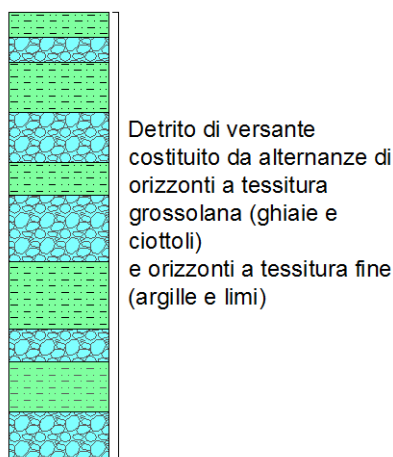 Detrito di versante
costituito da alternanze di
orizzonti a tessitura
grossolana (ghiaie e
ciottoli)
e orizzonti a tessitura fine
(argille e limi)